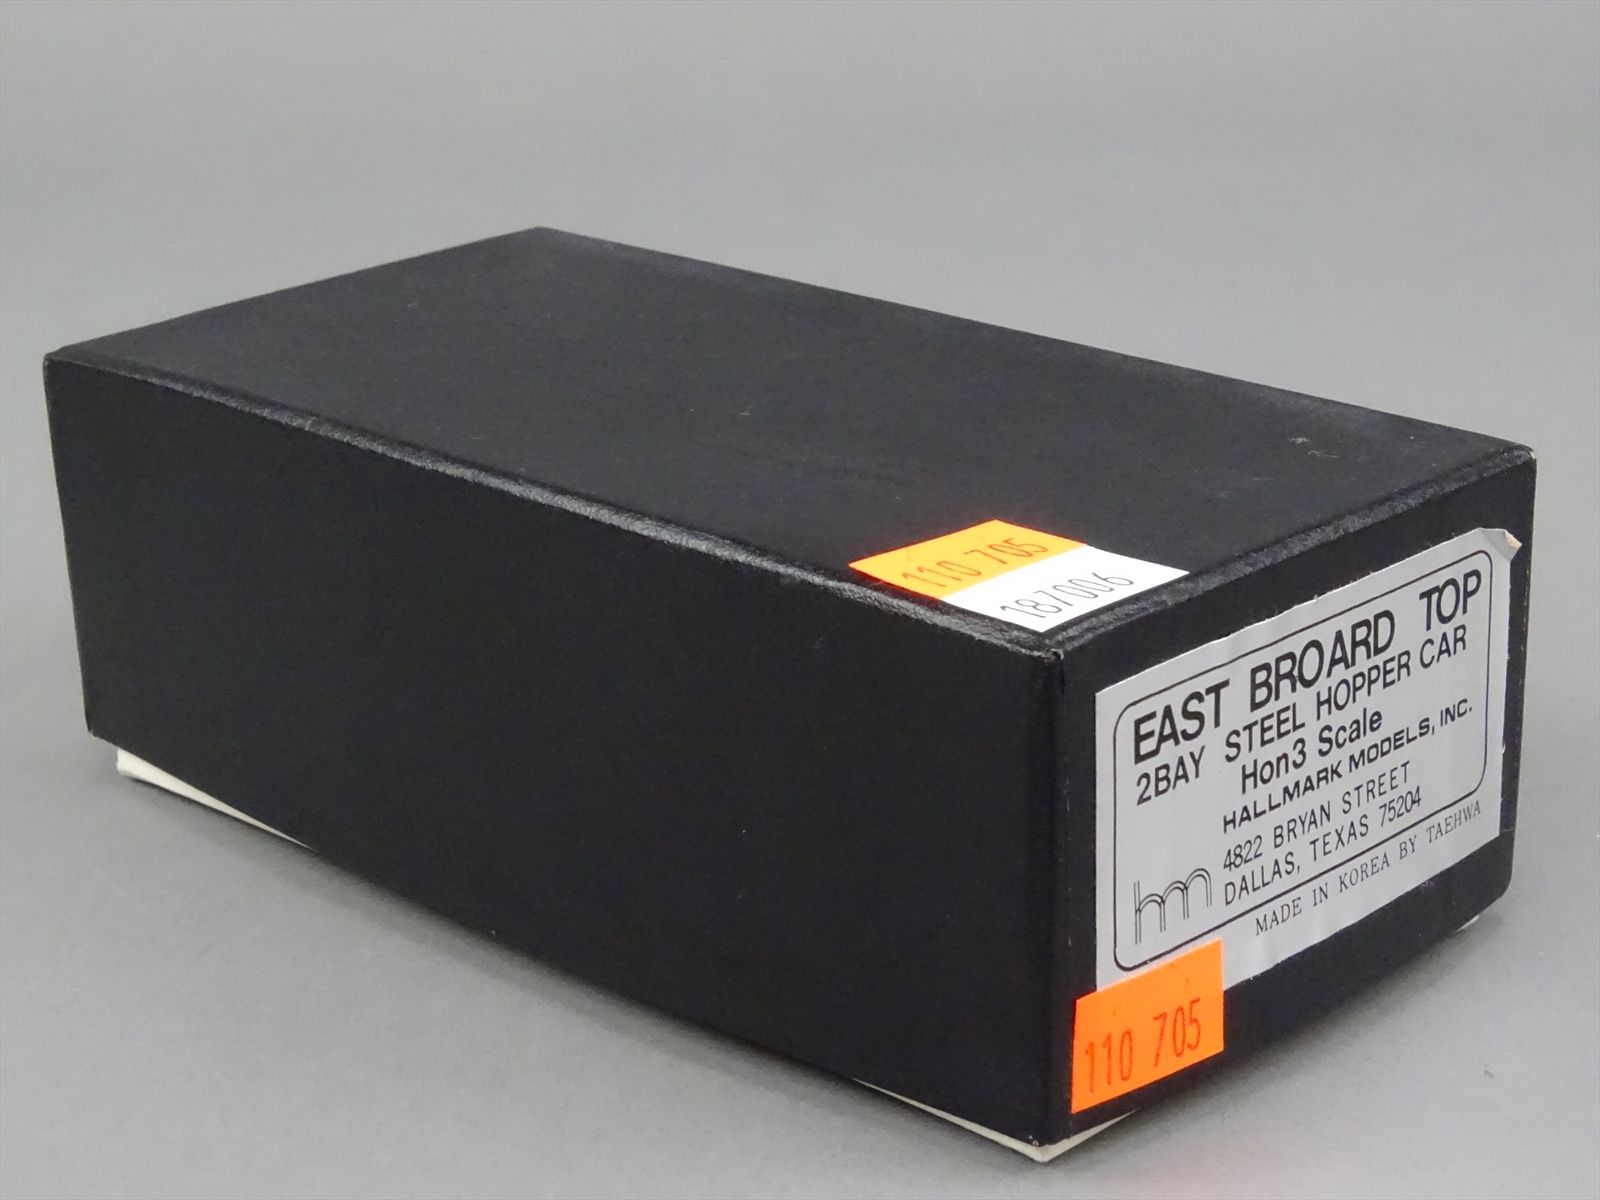 110 705
187006
EAST BROARD TOP
2BAY STEEL HOPPER CAR
Hon3 Scale
HALLMARK MODELS, INC.
4822 BRYAN STREET
DALLAS, TEXAS 75204
hm
MADE IN KOREA BY TAEHWA
110 705